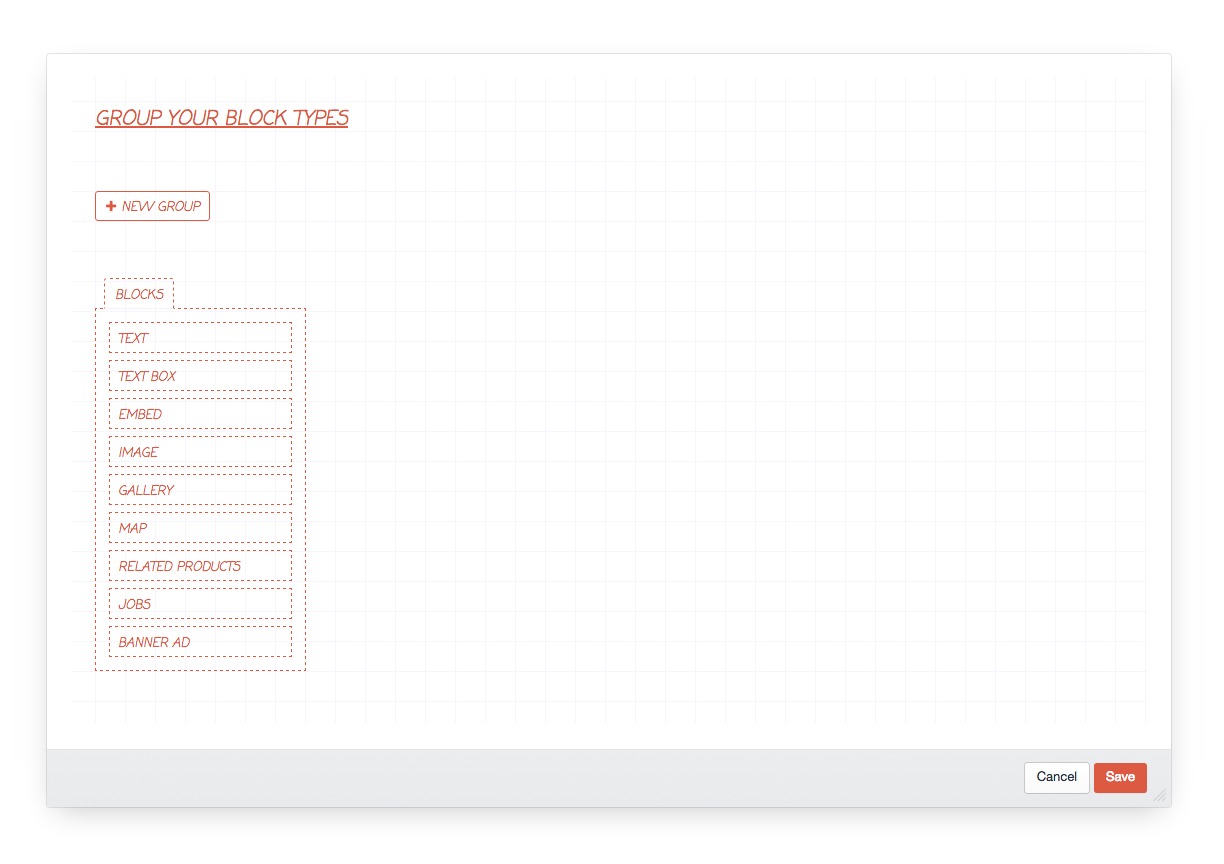 GROUP YOUR BLOCK TYPES
NEW GROUP
BLOCKS
TEXT
TEXT BOX
EMBED
IMAGE
GALLERY
MAP
RELATED PRODUCTS
JOBS
BANNER AD
Cancel Save